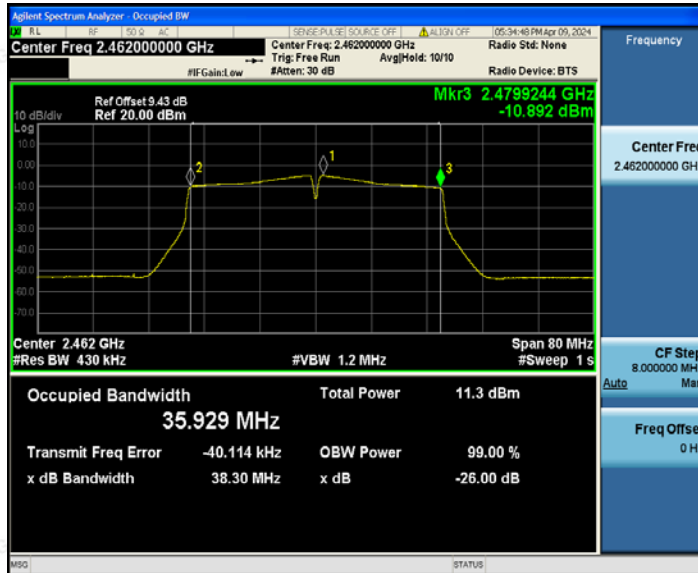 Agilent Spectrum Analyzer - Occupied BW
RL RF 50 Ω AC SENSE:PULSE SOURCE OFF ALIGN OFF 05:34:48 PM Apr 09, 2024
Center Freq 2.462000000 GHz Center Freq: 2.462000000 GHz Radio Std: None
Trig: Free Run Avg|Hold: 10/10
#IFGain:Low #Atten: 30 dB Radio Device: BTS
Frequency
Ref Offset 9.43 dB Mkr3 2.4799244 GHz
10 dB/div Ref 20.00 dBm -10.892 dBm
Log
10.0
0.00
-10.0
-20.0
-30.0
-40.0
-50.0
-60.0
-70.0
2
1
3
Center 2.462 GHz Span 80 MHz
#Res BW 430 kHz #VBW 1.2 MHz #Sweep 1 s
Center Fre
2.462000000 GH
CF Step
8.000000 MH
Auto Ma
Freq Offse
0 H
Occupied Bandwidth Total Power 11.3 dBm
35.929 MHz
Transmit Freq Error -40.114 kHz OBW Power 99.00 %
x dB Bandwidth 38.30 MHz x dB -26.00 dB
MSG STATUS